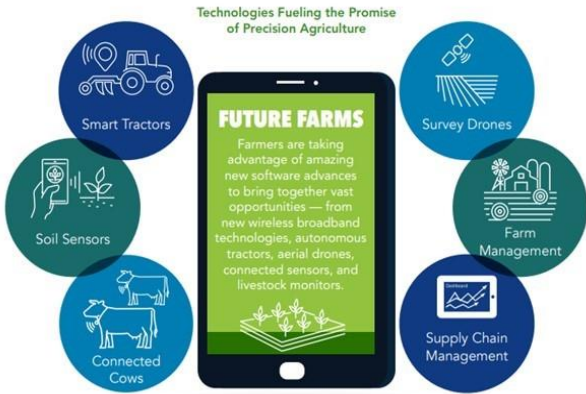 Technologies Fueling the Promise
of Precision Agriculture
Smart Tractors
Soil Sensors
Connected
Cows
FUTURE FARMS
Farmers are taking
advantage of amazing
new software advances
to bring together vast
opportunities — from
new wireless broadband
technologies, autonomous
tractors, aerial drones,
connected sensors, and
livestock monitors.
Survey Drones
Farm
Management
Dashboard
Supply Chain
Management